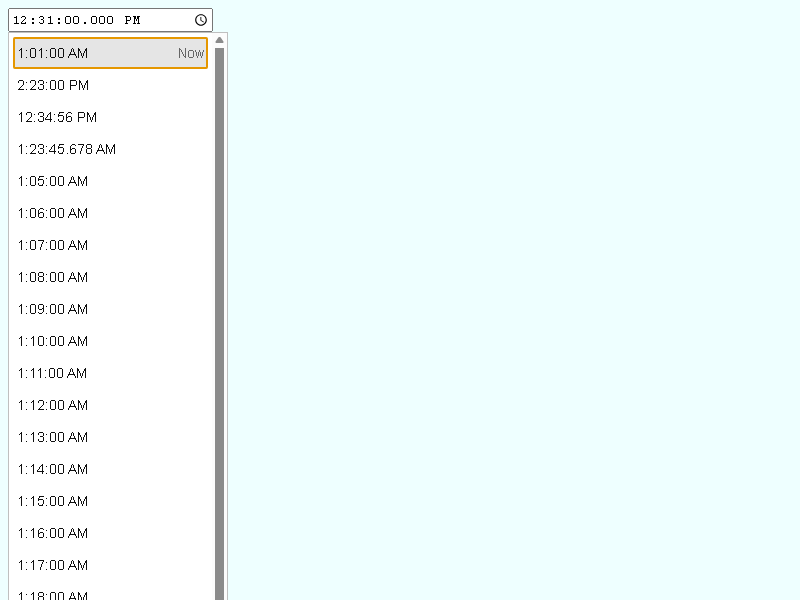 12:31:00.000 PM
1:01:00 AM Now
2:23:00 PM
12:34:56 PM
1:23:45.678 AM
1:05:00 AM
1:06:00 AM
1:07:00 AM
1:08:00 AM
1:09:00 AM
1:10:00 AM
1:11:00 AM
1:12:00 AM
1:13:00 AM
1:14:00 AM
1:15:00 AM
1:16:00 AM
1:17:00 AM
1:18:00 AM